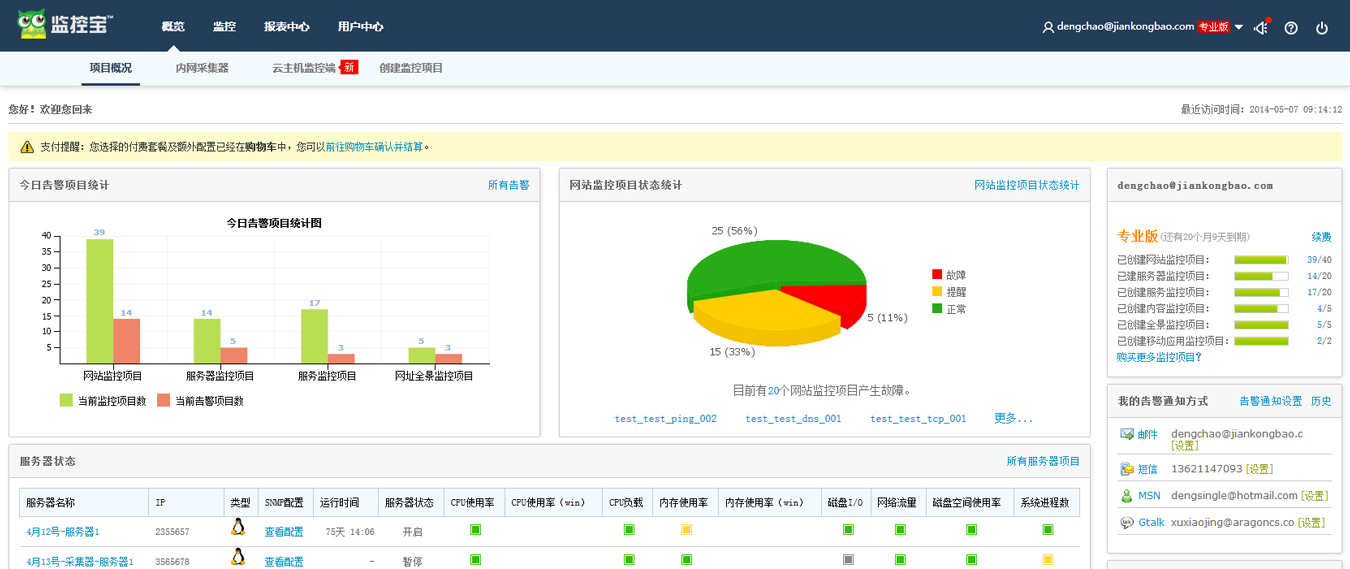 监控宝™ 概览 监控 报表中心 用户中心 dengchao@jiankongbao.com 专业版
项目概况 内网采集器 云主机监控端 新 创建监控项目
您好！欢迎您回来 最近访问时间：2014-05-07 09:14:12
支付提醒：您选择的付费套餐及额外配置已经在购物车中，您可以前往购物车确认并结算。
今日告警项目统计 所有告警
今日告警项目统计图
40
35
30
25
20
15
10
5
39 14 14 5 17 3 5 3
网站监控项目 服务器监控项目 服务监控项目 网址全景监控项目
当前监控项目数 当前告警项目数
网站监控项目状态统计 网站监控项目状态统计
25 (56%)
5 (11%)
15 (33%)
故障
提醒
正常
目前有20个网站监控项目产生故障。
test_test_ping_002 test_test_dns_001 test_test_tcp_001 更多...
dengchao@jiankongbao.com
专业版(还有20个月9天到期) 续费
已创建网站监控项目： 39/40
已建服务器监控项目： 14/20
已创建服务监控项目： 17/20
已创建内容监控项目： 4/5
已创建全景监控项目： 5/5
已创建移动应用监控项目： 2/2
购买更多监控项目？
我的告警通知方式 告警通知设置 历史
邮件 dengchao@jiankongbao.c
[设置]
短信 13621147093 [设置]
MSN dengsingle@hotmail.com [设置]
Gtalk xuxiaojing@aragoncs.co [设置]
服务器状态 所有服务器项目
服务器名称 IP 类型 SNMP配置 运行时间 服务器状态 CPU使用率 CPU使用率（win） CPU负载 内存使用率 内存使用率（win） 磁盘I/O 网络流量 磁盘空间使用率 系统进程数
4月12号-服务器1 2355657 查看配置 75天 14:06 开启
4月13号-采集器-服务器1 3565678 查看配置 - 暂停